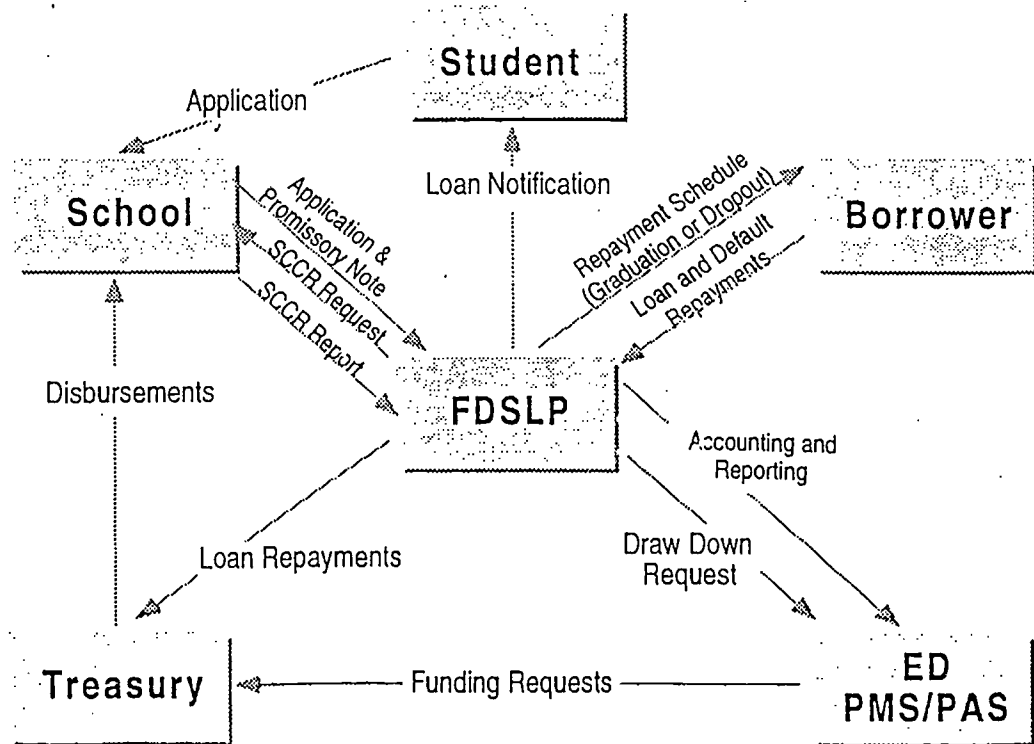 Student
Application
School
Application &
Promissory Note
SCCR Request
SCCR Report
Loan Notification
Repayment Schedule
(Graduation or Dropout)
Loan and Default
Repayments
Borrower
Disbursements
FDSLP
Accounting and
Reporting
Loan Repayments
Draw Down
Request
Treasury
Funding Requests
ED
PMS/PAS